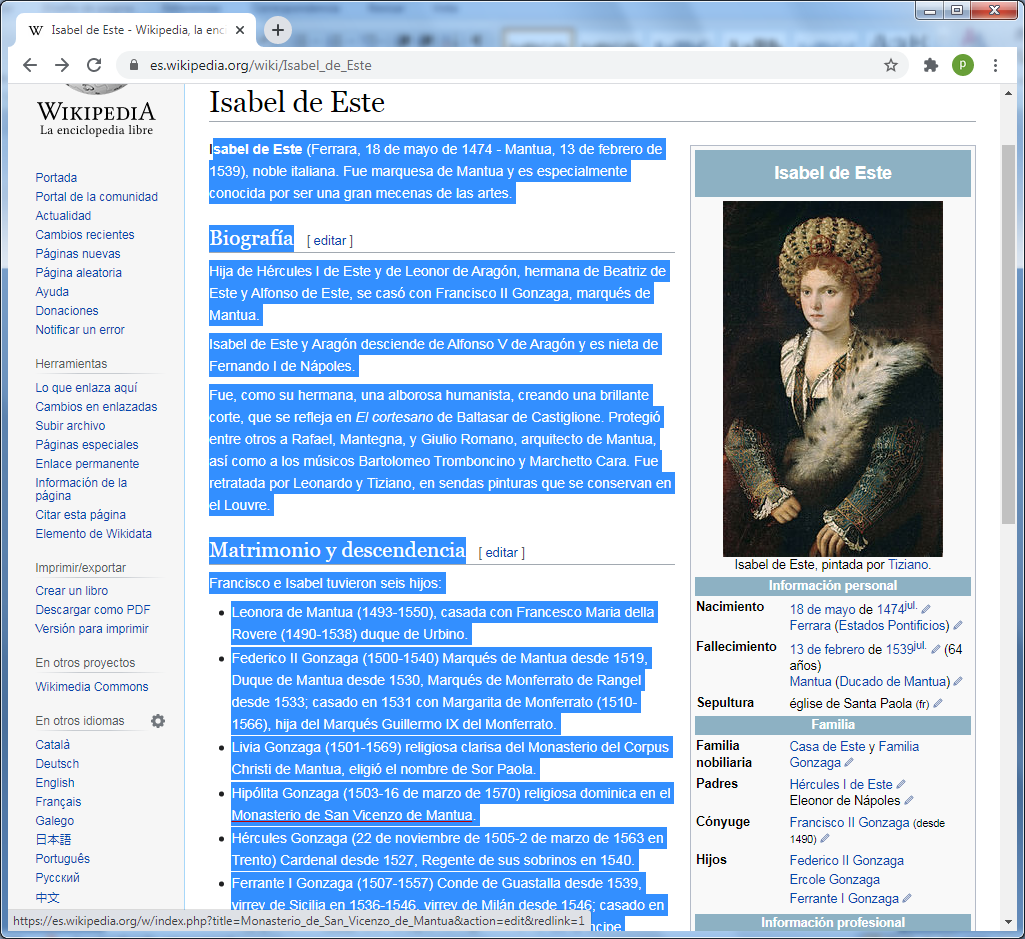 Isabel de Este - Wikipedia, la enc
es.wikipedia.org/wiki/Isabel_de_Este
P
WIKIPEDIA
La enciclopedia libre
Portada
Portal de la comunidad
Actualidad
Cambios recientes
Páginas nuevas
Página aleatoria
Ayuda
Donaciones
Notificar un error
Herramientas
Lo que enlaza aquí
Cambios en enlazadas
Subir archivo
Páginas especiales
Enlace permanente
Información de la
página
Citar esta página
Elemento de Wikidata
Imprimir/exportar
Crear un libro
Descargar como PDF
Versión para imprimir
En otros proyectos
Wikimedia Commons
En otros idiomas
Català
Deutsch
English
Français
Galego
日本語
Português
Русский
中文
Isabel de Este
Isabel de Este (Ferrara, 18 de mayo de 1474 - Mantua, 13 de febrero de
1539), noble italiana. Fue marquesa de Mantua y es especialmente
conocida por ser una gran mecenas de las artes.
Biografía [ editar ]
Hija de Hércules I de Este y de Leonor de Aragón, hermana de Beatriz de
Este y Alfonso de Este, se casó con Francisco II Gonzaga, marqués de
Mantua.
Isabel de Este y Aragón desciende de Alfonso V de Aragón y es nieta de
Fernando I de Nápoles.
Fue, como su hermana, una alborosa humanista, creando una brillante
corte, que se refleja en El cortesano de Baltasar de Castiglione. Protegió
entre otros a Rafael, Mantegna, y Giulio Romano, arquitecto de Mantua,
así como a los músicos Bartolomeo Tromboncino y Marchetto Cara. Fue
retratada por Leonardo y Tiziano, en sendas pinturas que se conservan en
el Louvre.
Matrimonio y descendencia [ editar ]
Francisco e Isabel tuvieron seis hijos:
Leonora de Mantua (1493-1550), casada con Francesco Maria della
Rovere (1490-1538) duque de Urbino.
Federico II Gonzaga (1500-1540) Marqués de Mantua desde 1519,
Duque de Mantua desde 1530, Marqués de Monferrato de Rangel
desde 1533; casado en 1531 con Margarita de Monferrato (1510-
1566), hija del Marqués Guillermo IX del Monferrato.
Livia Gonzaga (1501-1569) religiosa clarisa del Monasterio del Corpus
Christi de Mantua, eligió el nombre de Sor Paola.
Hipólita Gonzaga (1503-16 de marzo de 1570) religiosa dominica en el
Monasterio de San Vicenzo de Mantua.
Hércules Gonzaga (22 de noviembre de 1505-2 de marzo de 1563 en
Trento) Cardenal desde 1527, Regente de sus sobrinos en 1540.
Ferrante I Gonzaga (1507-1557) Conde de Guastalla desde 1539,
virrey de Sicilia en 1536-1546, virrey de Milán desde 1546; casado en
Isabel de Este
Isabel de Este, pintada por Tiziano.
Información personal
Nacimiento 18 de mayo de 1474jul.
Ferrara (Estados Pontificios)
Fallecimiento 13 de febrero de 1539jul. (64
años)
Mantua (Ducado de Mantua)
Sepultura église de Santa Paola (fr)
Familia
Familia nobiliaria Casa de Este y Familia
Gonzaga
Padres Hércules I de Este
Eleonor de Nápoles
Cónyuge Francisco II Gonzaga (desde
1490)
Hijos Federico II Gonzaga
Ercole Gonzaga
Ferrante I Gonzaga
Información profesional
https://es.wikipedia.org/w/index.php?title=Monasterio_de_San_Vicenzo_de_Mantua&action=edit&redlink=1